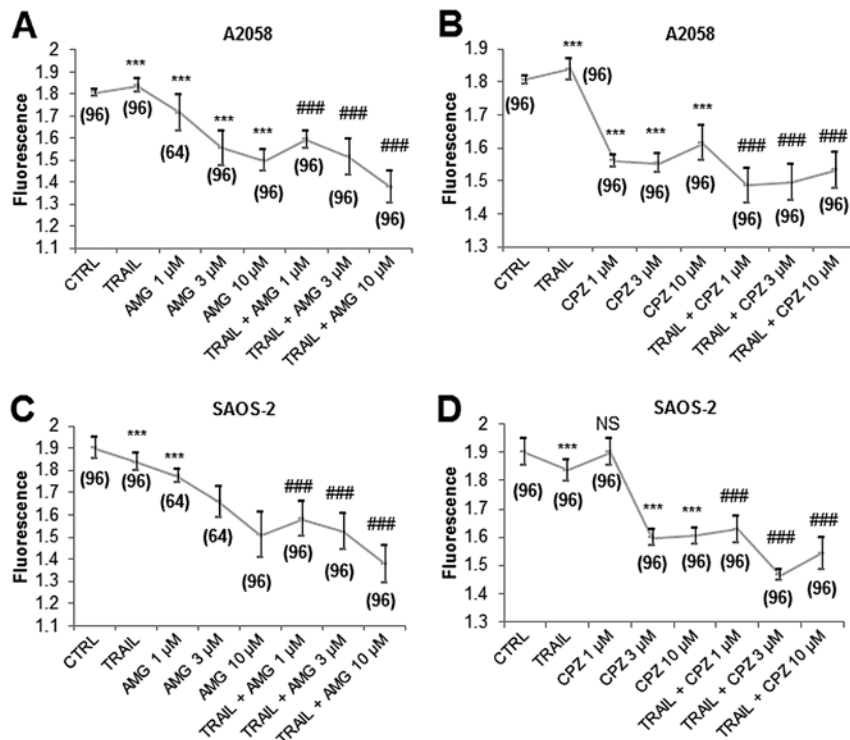 A
A2058
Fluorescence
2
1.9
1.8
1.7
1.6
1.5
1.4
1.3
1.2
1.1
(96)
***
(96)
***
(64)
***
(96)
***
(96)
###
(96)
###
(96)
###
(96)
CTRL
TRAIL
AMG 1 µM
AMG 3 µM
AMG 10 µM
TRAIL + AMG 1 µM
TRAIL + AMG 3 µM
TRAIL + AMG 10 µM
B
A2058
Fluorescence
1.9
1.8
1.7
1.6
1.5
1.4
1.3
(96)
***
(96)
***
(96)
***
(96)
***
(96)
###
(96)
###
(96)
###
(96)
CTRL
TRAIL
CPZ 1 µM
CPZ 3 µM
CPZ 10 µM
TRAIL + CPZ 1 µM
TRAIL + CPZ 3 µM
TRAIL + CPZ 10 µM
C
SAOS-2
Fluorescence
2
1.9
1.8
1.7
1.6
1.5
1.4
1.3
1.2
1.1
(96)
***
(96)
***
(64)
(64)
(96)
###
(96)
###
(96)
###
(96)
CTRL
TRAIL
AMG 1 µM
AMG 3 µM
AMG 10 µM
TRAIL + AMG 1 µM
TRAIL + AMG 3 µM
TRAIL + AMG 10 µM
D
SAOS-2
Fluorescence
2
1.9
1.8
1.7
1.6
1.5
1.4
1.3
(96)
***
(96)
NS
(96)
***
(96)
***
(96)
###
(96)
###
(96)
###
(96)
CTRL
TRAIL
CPZ 1 µM
CPZ 3 µM
CPZ 10 µM
TRAIL + CPZ 1 µM
TRAIL + CPZ 3 µM
TRAIL + CPZ 10 µM